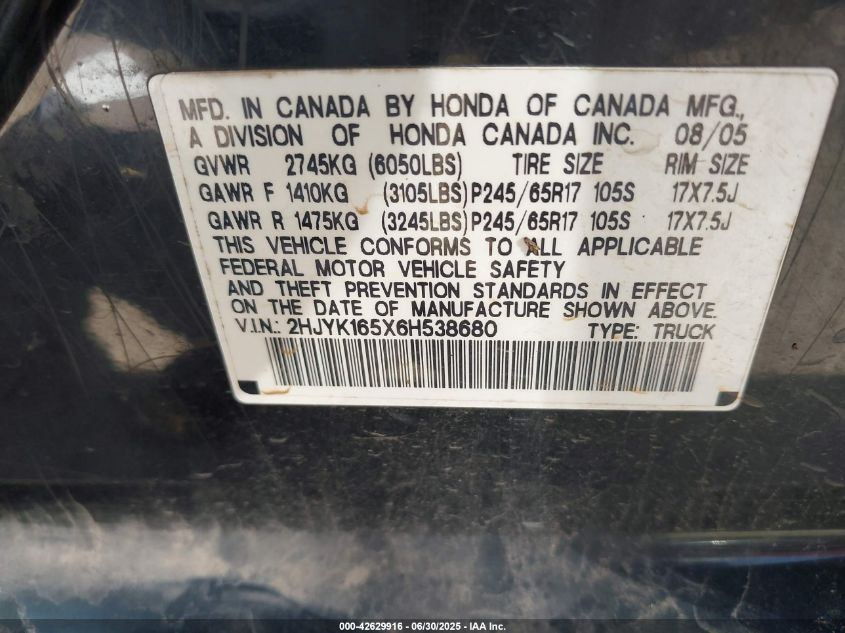 MFD. IN CANADA BY HONDA OF CANADA MFG.,
A DIVISION OF HONDA CANADA INC. 08/05
GVWR 2745KG (6050LBS) TIRE SIZE RIM SIZE
GAWR F 1410KG (3105LBS) P245/65R17 105S 17X7.5J
GAWR R 1475KG (3245LBS) P245/65R17 105S 17X7.5J
THIS VEHICLE CONFORMS TO ALL APPLICABLE
FEDERAL MOTOR VEHICLE SAFETY
AND THEFT PREVENTION STANDARDS IN EFFECT
ON THE DATE OF MANUFACTURE SHOWN ABOVE.
V.I.N.: 2HJYK165X6H538680 TYPE: TRUCK
000-42629916 - 06/30/2025 - IAA Inc.